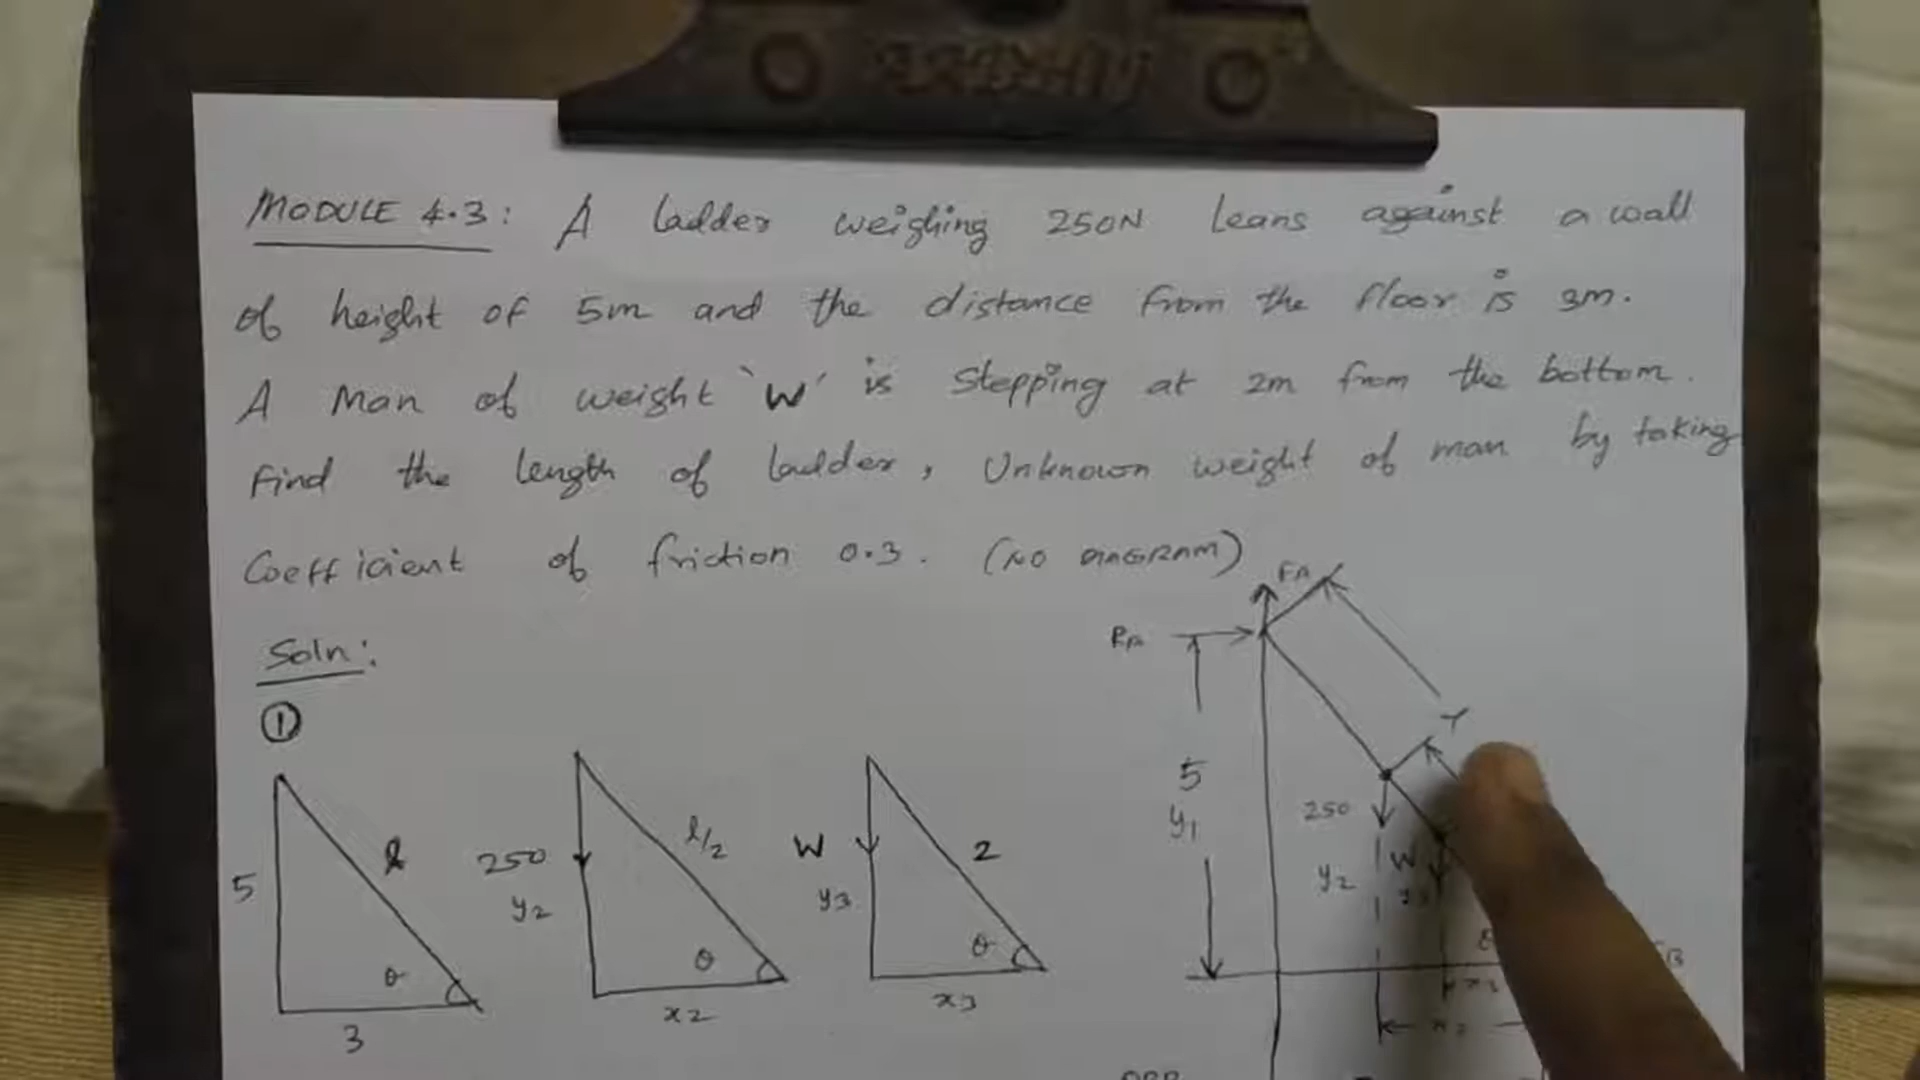 MODULE 4.3: A ladder weighing 250N leans against a wall
of height of 5m and the distance from the floor is 3m.
A Man of weight 'W' is stepping at 2m from the bottom.
Find the length of ladder, Unknown weight of man by taking
Coefficient of friction 0.3. (NO DIAGRAM)
Soln:
1
5
l
θ
3
250
y2
l/2
θ
x2
W
y3
2
θ
x3
FA
RA
5
y1
250
y2
W